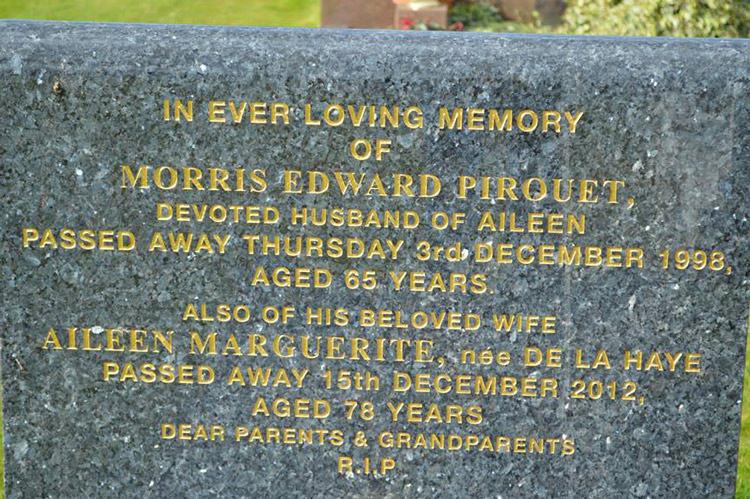 IN EVER LOVING MEMORY
OF
MORRIS EDWARD PIROUET,
DEVOTED HUSBAND OF AILEEN
PASSED AWAY THURSDAY 3rd DECEMBER 1998,
AGED 65 YEARS.
ALSO OF HIS BELOVED WIFE
AILEEN MARGUERITE, née DE LA HAYE
PASSED AWAY 15th DECEMBER 2012,
AGED 78 YEARS
DEAR PARENTS & GRANDPARENTS
R.I.P